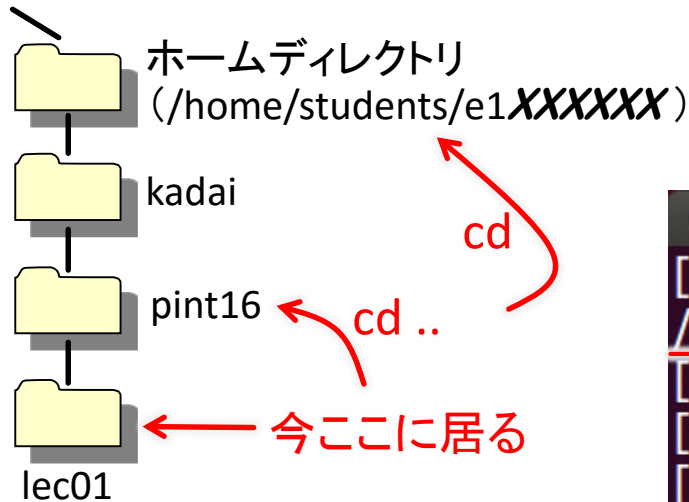 ホームディレクトリ
（/home/students/e1XXXXXX）
kadai
cd
pint16
cd ..
今ここに居る
lec01